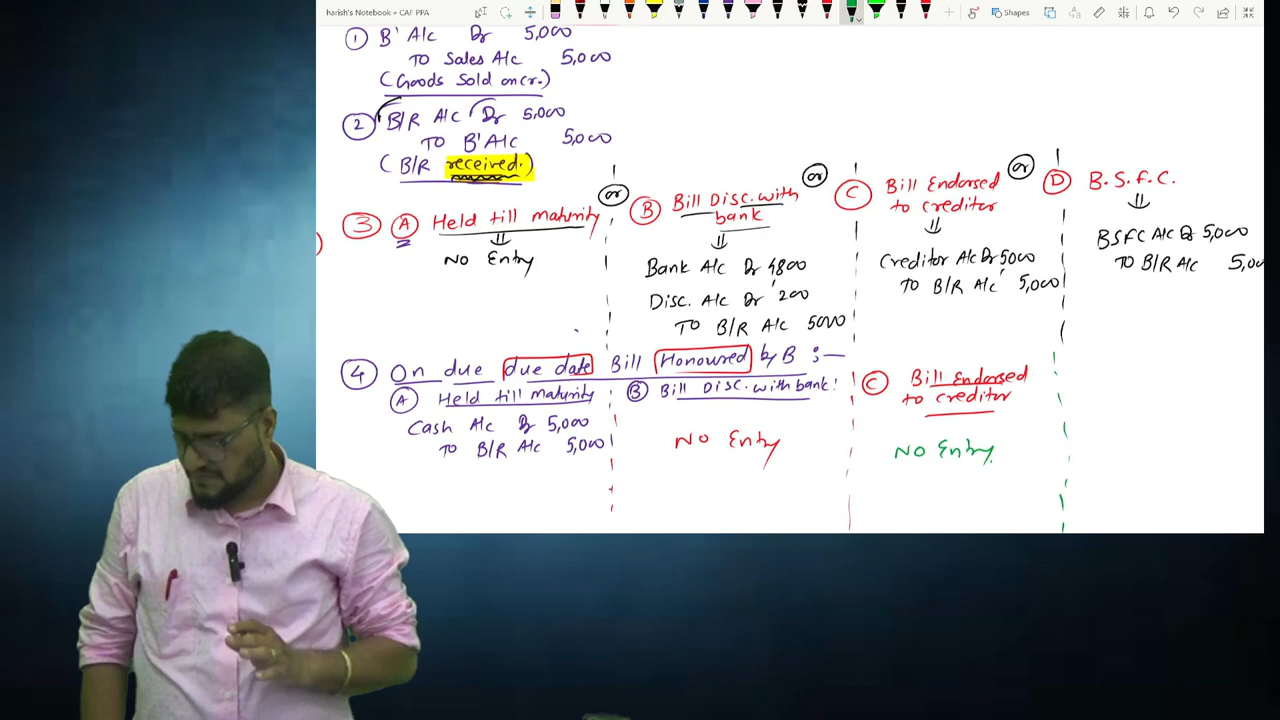 harish's Notebook > CAF PPA
Shapes
① B' A/c Dr 5,000
TO Sales A/c 5,000
(Goods Sold on cr.)
② B/R A/c Dr 5,000
TO B' A/c 5,000
(B/R received.)
③ Ⓐ Held till maturity
NO Entry
or
Ⓑ Bill Disc. with
bank
Bank A/c Dr 4800
Disc. A/c Dr 200
TO B/R A/c 5000
or
Ⓒ Bill Endorsed
to creditor
Creditor A/c Dr 5000
TO B/R A/c 5,000
or
Ⓓ B.S.F.C.
BSFC A/c Dr 5,000
TO B/R A/c 5,00
④ On due due date Bill Honoured by B :—
Ⓐ Held till maturity
Cash A/c Dr 5,000
TO B/R A/c 5,000
Ⓑ Bill Disc. with bank:
NO Entry
Ⓒ Bill Endorsed
to creditor
NO Entry.